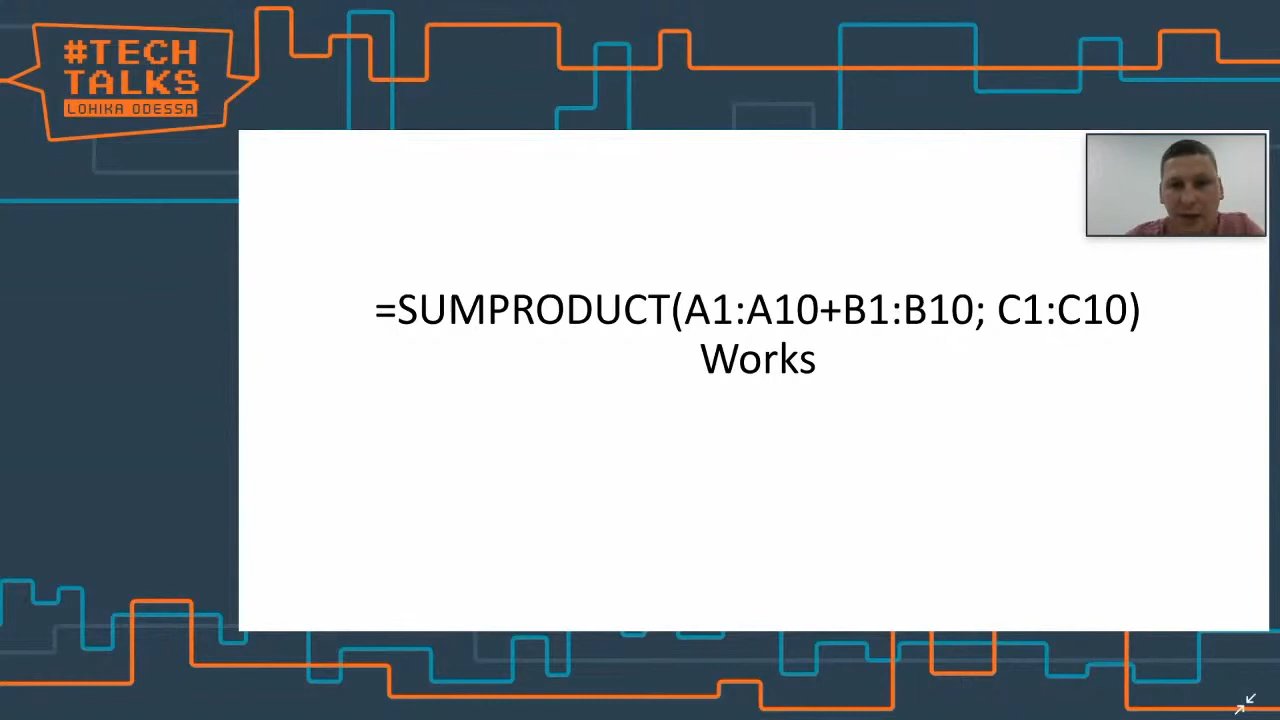 #TECH
TALKS
LOHIKA ODESSA
=SUMPRODUCT(A1:A10+B1:B10; C1:C10)
Works